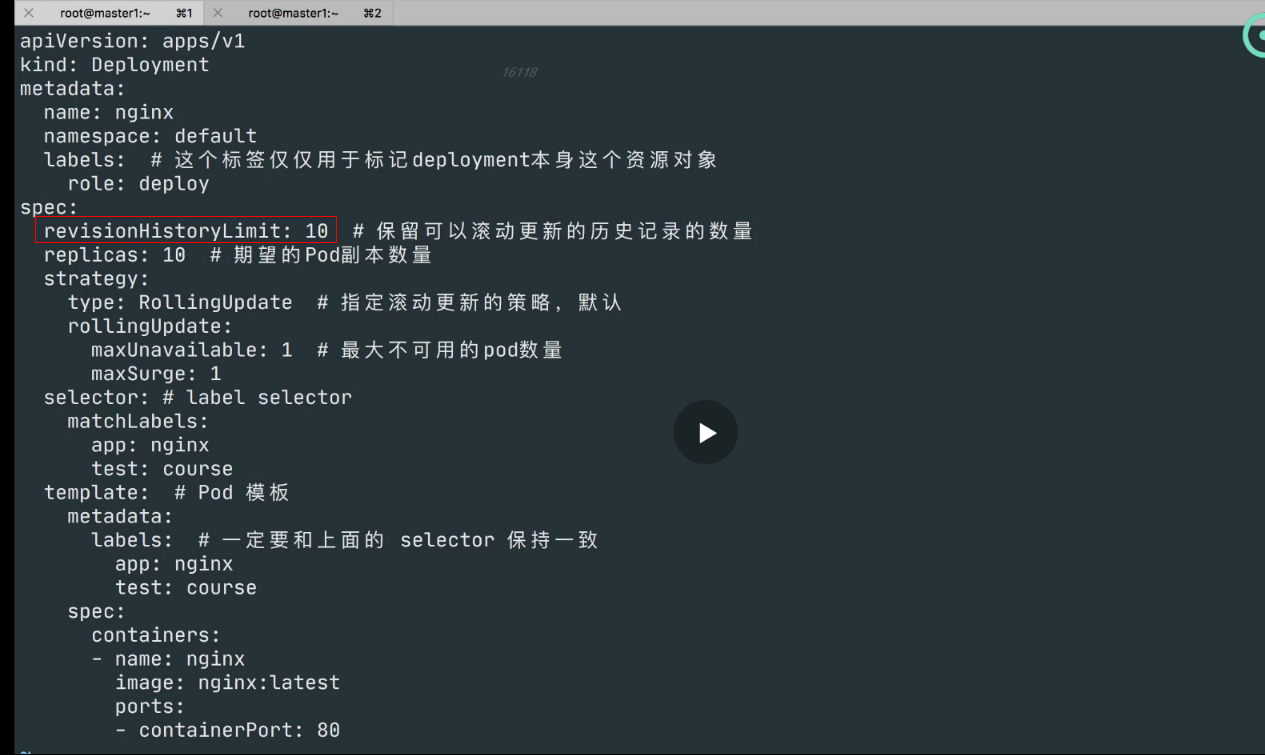 root@master1:~ ⌘1 root@master1:~ ⌘2
apiVersion: apps/v1
kind: Deployment
16118
metadata:
  name: nginx
  namespace: default
  labels:  # 这个标签仅仅用于标记deployment本身这个资源对象
    role: deploy
spec:
  revisionHistoryLimit: 10  # 保留可以滚动更新的历史记录的数量
  replicas: 10  # 期望的Pod副本数量
  strategy:
    type: RollingUpdate  # 指定滚动更新的策略，默认
    rollingUpdate:
      maxUnavailable: 1  # 最大不可用的pod数量
      maxSurge: 1
  selector: # label selector
    matchLabels:
      app: nginx
      test: course
  template:  # Pod 模板
    metadata:
      labels:  # 一定要和上面的 selector 保持一致
        app: nginx
        test: course
    spec:
      containers:
      - name: nginx
        image: nginx:latest
        ports:
        - containerPort: 80